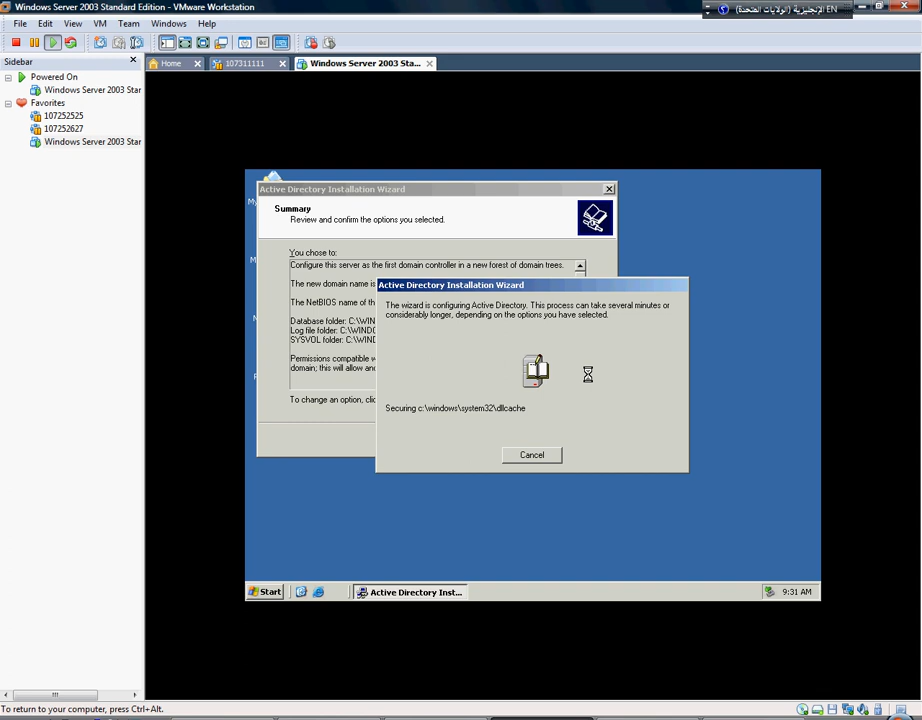 Windows Server 2003 Standard Edition - VMware Workstation
EN الإنجليزية (الولايات المتحدة)
File Edit View VM Team Windows Help
Sidebar
Home
107311111
Windows Server 2003 Sta...
Powered On
Windows Server 2003 Star
Favorites
107252525
107252627
Windows Server 2003 Star
Active Directory Installation Wizard
Summary
Review and confirm the options you selected.
You chose to:
Configure this server as the first domain controller in a new forest of domain trees.
The new domain name is
The NetBIOS name of th
Database folder: C:\WIND
Log file folder: C:\WINDC
SYSVOL folder: C:\WINDC
Permissions compatible w
domain; this will allow anc
To change an option, clic
Active Directory Installation Wizard
The wizard is configuring Active Directory. This process can take several minutes or
considerably longer, depending on the options you have selected.
Securing c:\windows\system32\dllcache
Cancel
Start
Active Directory Inst...
9:31 AM
To return to your computer, press Ctrl+Alt.